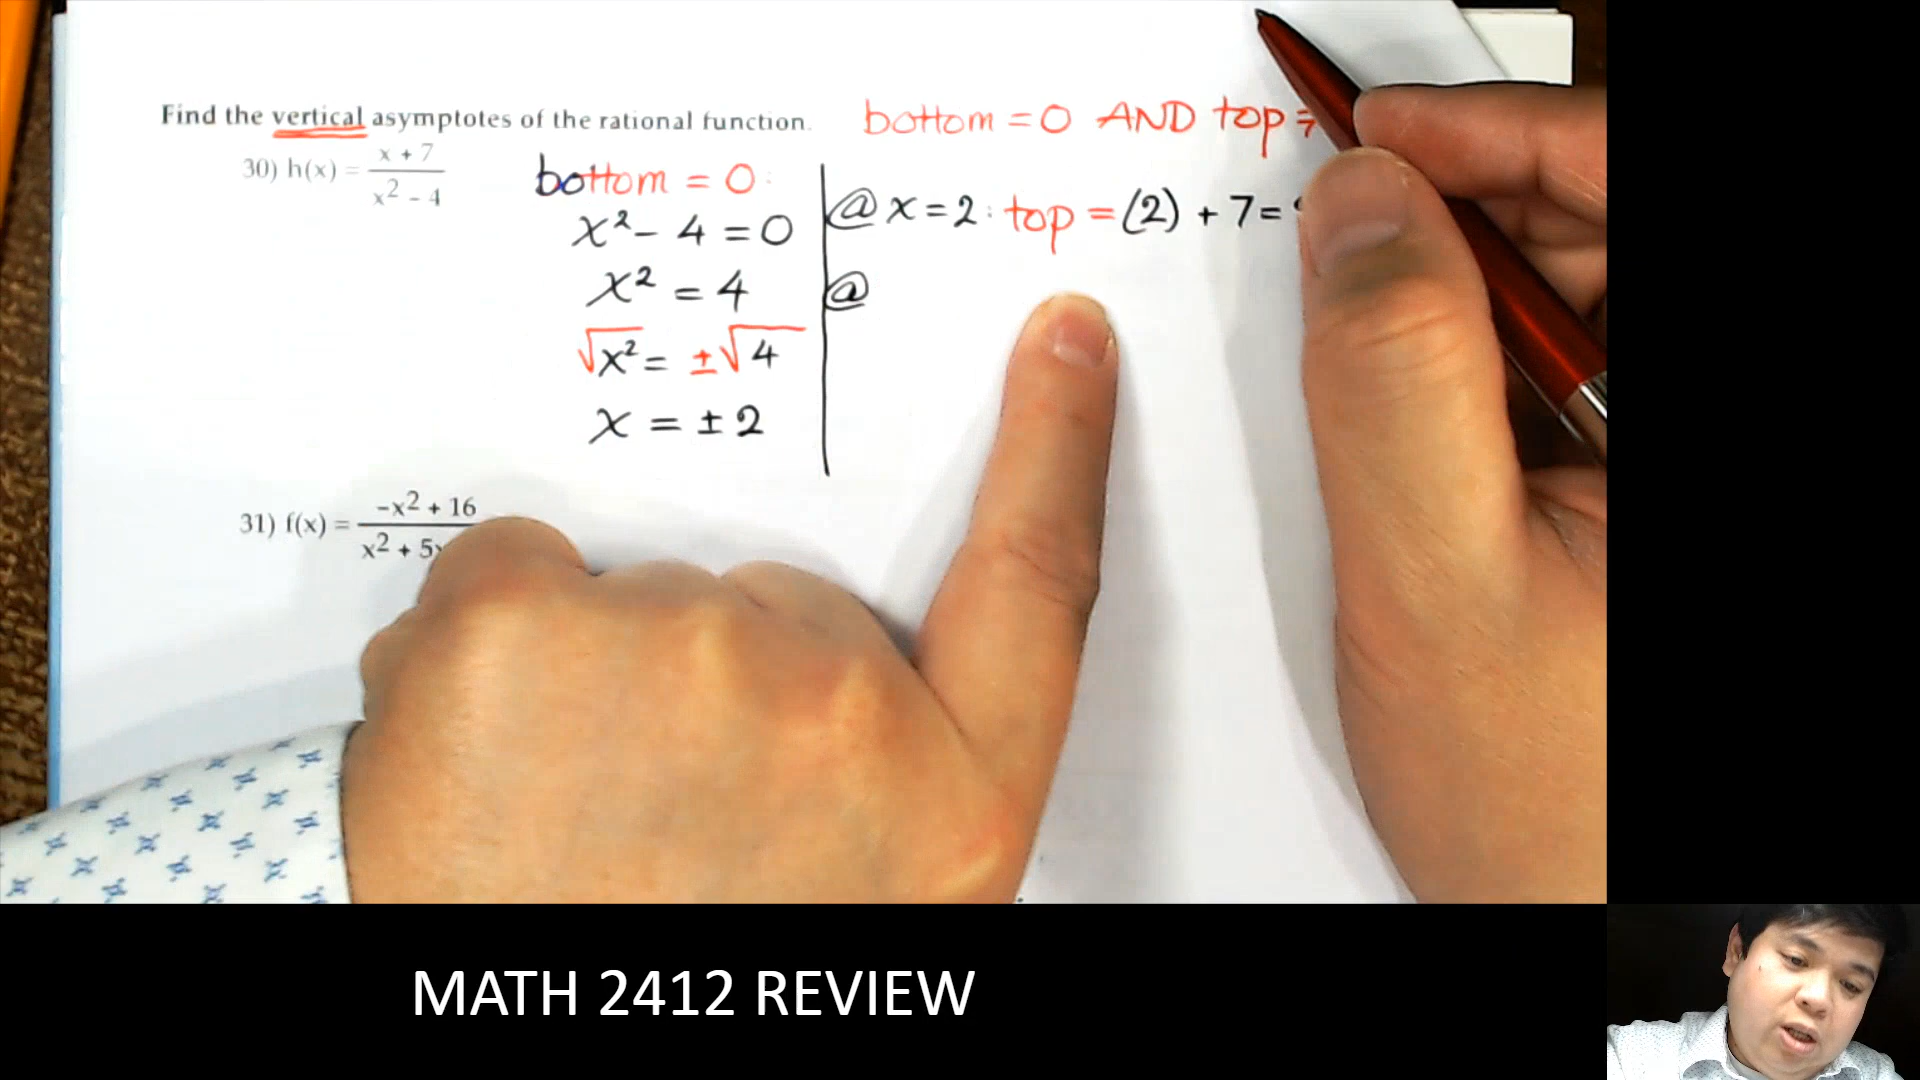 Find the vertical asymptotes of the rational function.
bottom = 0 AND top
30) h(x) = x + 7 / x² - 4
bottom = 0 :
x² - 4 = 0
x² = 4
√x² = ±√4
x = ± 2
@ x = 2 : top = (2) + 7 =
@
31) f(x) = -x² + 16 / x² + 5
MATH 2412 REVIEW